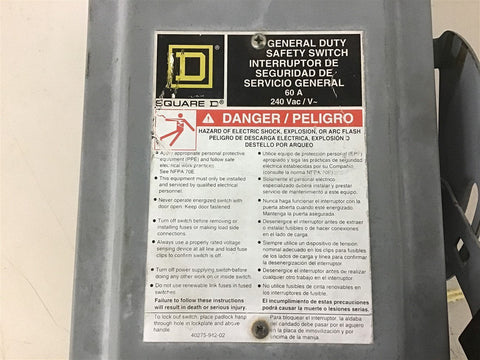 D
SQUARE D
GENERAL DUTY
SAFETY SWITCH
INTERRUPTOR DE
SEGURIDAD DE
SERVICIO GENERAL
60 A
240 Vac / V~
DANGER / PELIGRO
HAZARD OF ELECTRIC SHOCK, EXPLOSION, OR ARC FLASH
PELIGRO DE DESCARGA ELÉCTRICA, EXPLOSIÓN O
DESTELLO POR ARQUEO
• Apply appropriate personal protective
equipment (PPE) and follow safe
electrical work practices.
See NFPA 70E.
• This equipment must only be installed
and serviced by qualified electrical
personnel.
• Never operate energized switch with
door open. Keep door fastened
• Turn off switch before removing or
installing fuses or making load side
connections.
• Always use a properly rated voltage
sensing device at all line and load fuse
clips to confirm switch is off.
• Turn off power supplying switch before
doing any other work on or inside switch.
• Do not use renewable link fuses in fused
switches.
Failure to follow these instructions
will result in death or serious injury.
To lock out switch, place padlock hasp
through hole in lockplate and above
handle.
40275-942-02
• Utilice equipo de protección personal (EPP)
apropiado y siga las prácticas de seguridad
eléctrica establecidas por su Compañía
(consulte la norma NFPA 70E).
• Solamente el personal eléctrico
especializado deberá instalar y prestar
servicio de mantenimiento a este equipo.
• Nunca haga funcionar el interruptor con la
puerta abierta cuando esté energizado.
Mantenga la puerta asegurada.
• Desenergice el interruptor antes de extraer
o instalar fusibles o de hacer conexiones
en el lado de carga.
• Siempre utilice un dispositivo de tensión
nominal adecuado en los clips para fusibles
de los lados de carga y línea para confirmar
la desenergización del interruptor.
• Desenergice el interruptor antes de realizar
cualquier otro trabajo en el interruptor.
• No utilice fusibles de cinta renovables en
los interruptores de fusibles.
El incumplimiento de estas precauciones
podrá causar la muerte o lesiones serias.
Para bloquear el interruptor, la aldaba
del candado debe pasar por el agujero
en la placa de inmovilización y por
encima de la manija.